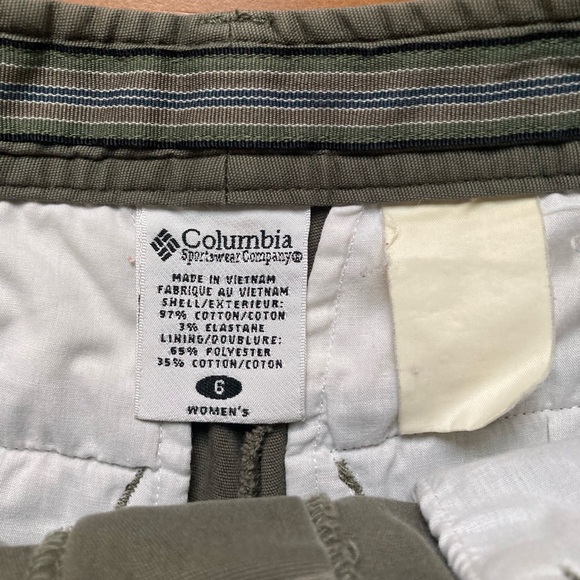 Columbia
Sportswear Company®
MADE IN VIETNAM
FABRIQUE AU VIETNAM
SHELL/EXTERIEUR:
97% COTTON/COTON
3% ELASTANE
LINING/DOUBLURE:
65% POLYESTER
35% COTTON/COTON
6
WOMEN'S